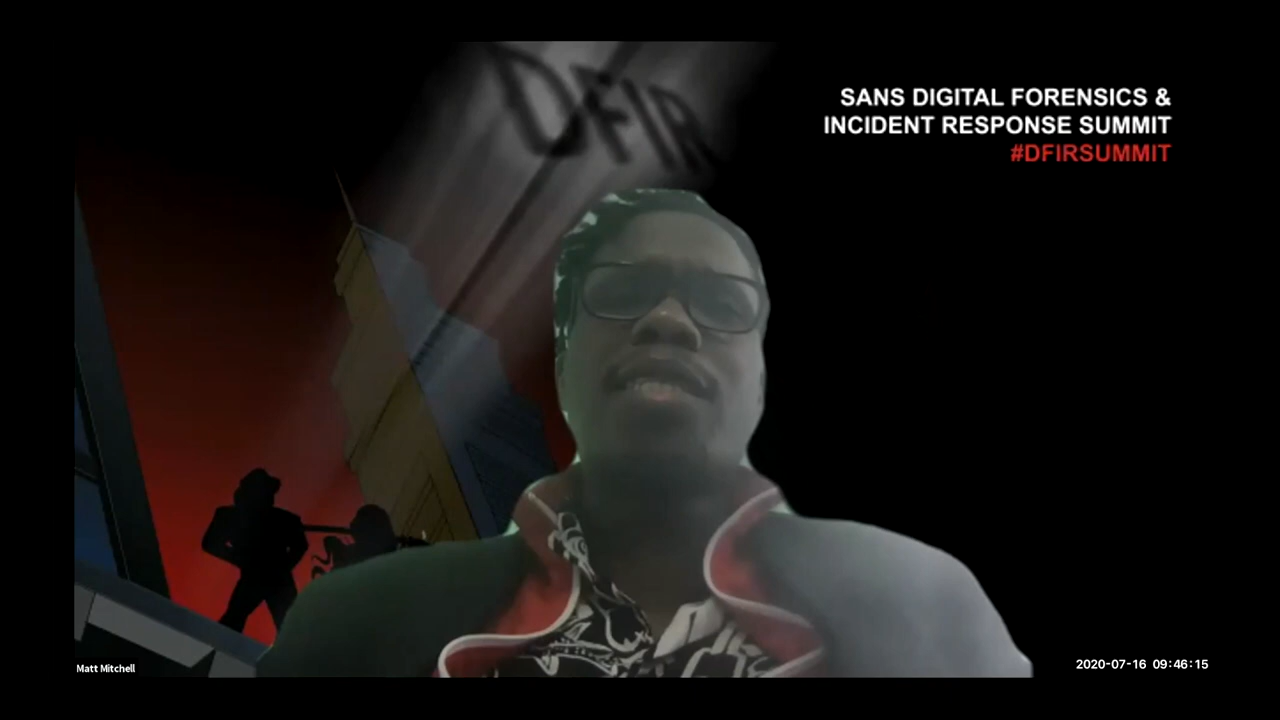 DFIR
SANS DIGITAL FORENSICS &
INCIDENT RESPONSE SUMMIT
#DFIRSUMMIT
Matt Mitchell
2020-07-16 09:46:15